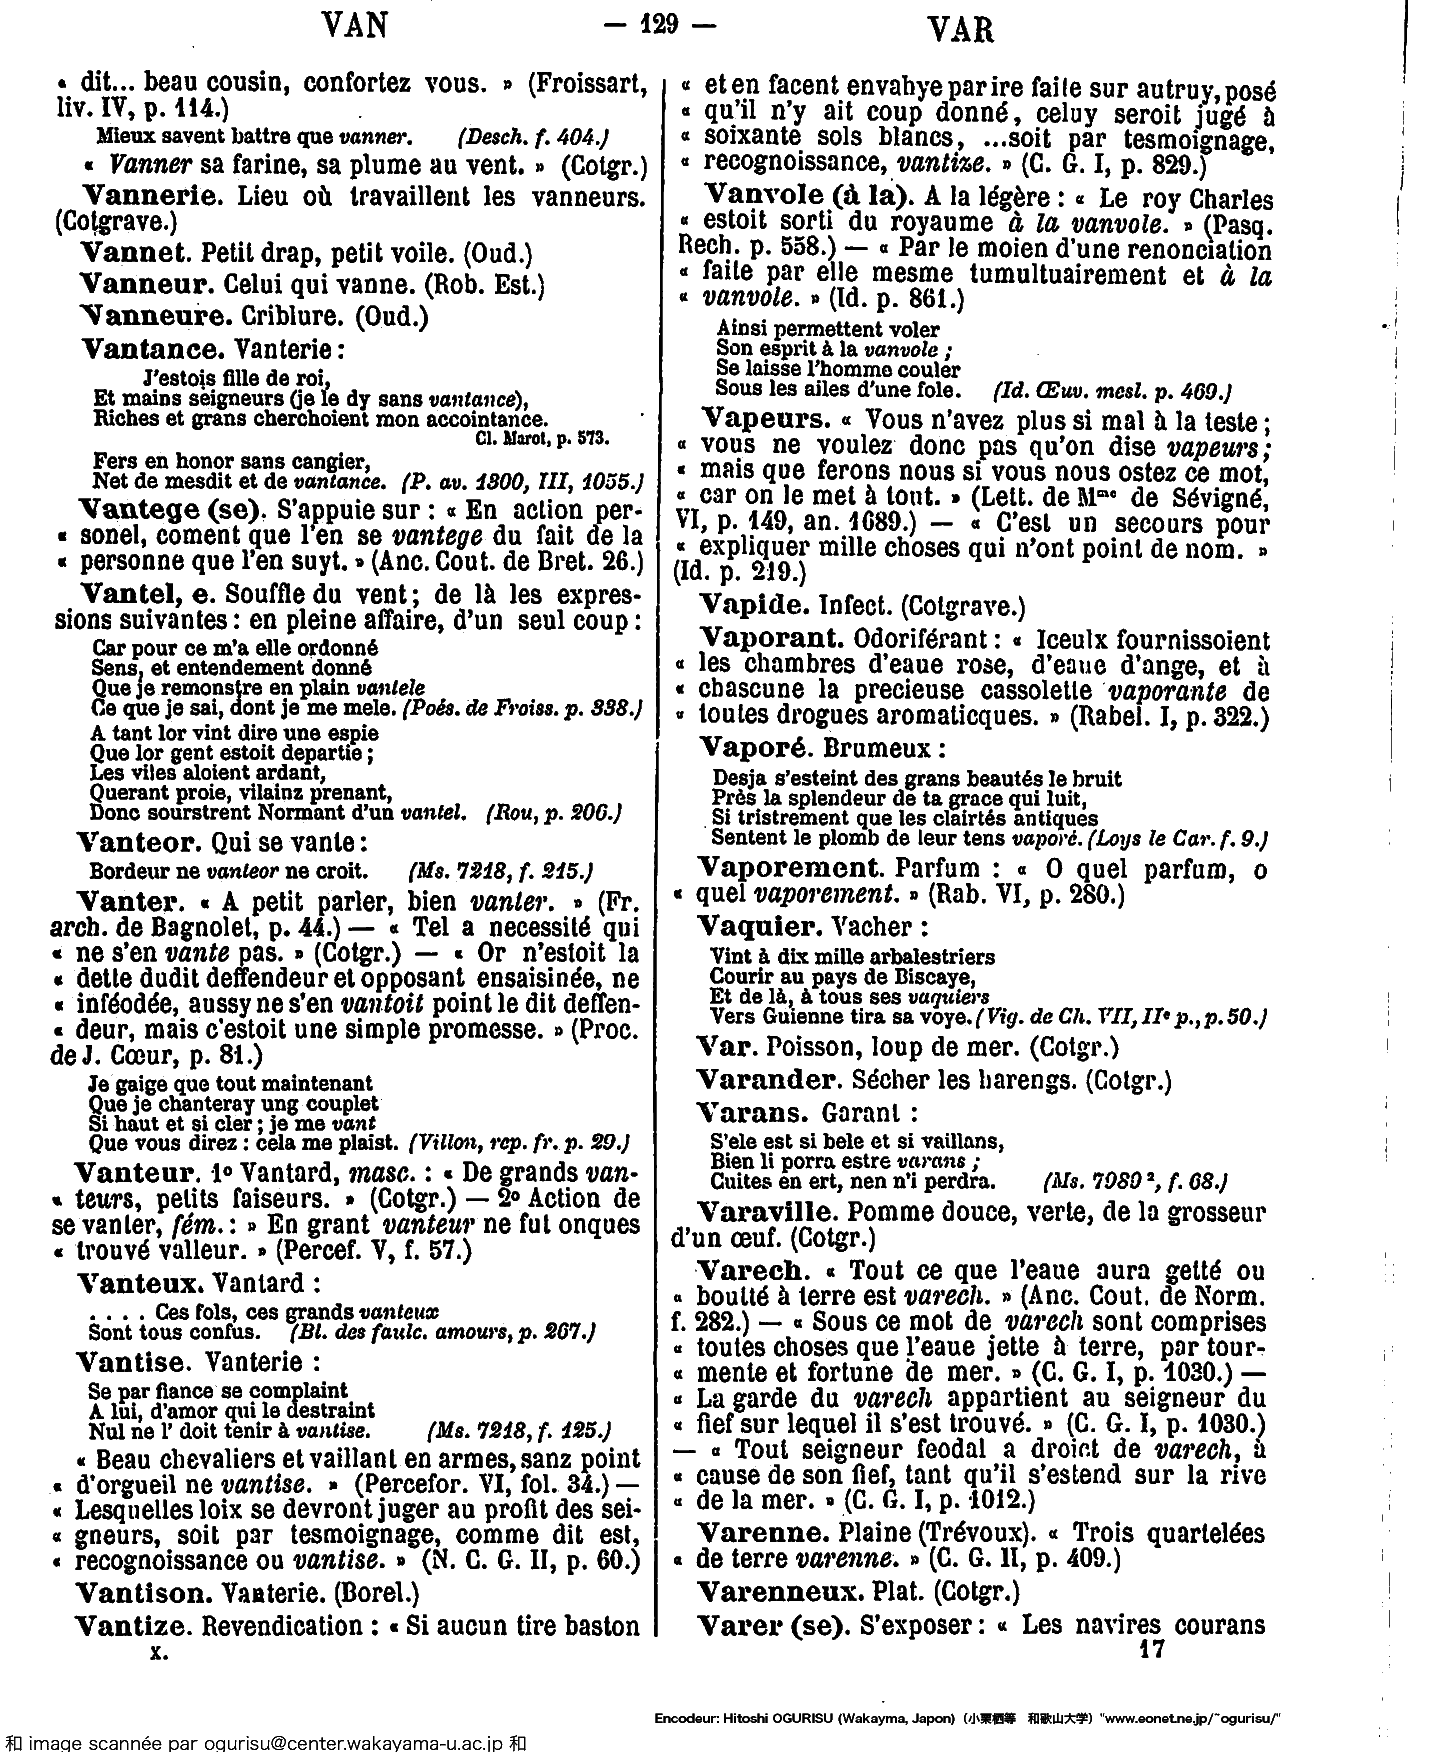 VAN — 129 — VAR
« dit... beau cousin, confortez vous. » (Froissart,
liv. IV, p. 114.)
Mieux savent battre que vanner. (Desch. f. 404.)
« Vanner sa farine, sa plume au vent. » (Cotgr.)
Vannerie. Lieu où travaillent les vanneurs.
(Cotgrave.)
Vannet. Petit drap, petit voile. (Oud.)
Vanneur. Celui qui vanne. (Rob. Est.)
Vanneure. Criblure. (Oud.)
Vantance. Vanterie :
J'estois fille de roi,
Et mains seigneurs (je le dy sans vantance),
Riches et grans cherchoient mon accointance.
Cl. Marot, p. 573.
Fers en honor sans cangier,
Net de mesdit et de vantance. (P. av. 1300, III, 1055.)
Vantege (se). S'appuie sur : « En action per-
« sonel, coment que l'en se vantege du fait de la
« personne que l'en suyt. » (Anc. Cout. de Bret. 26.)
Vantel, e. Souffle du vent ; de là les expres-
sions suivantes : en pleine affaire, d'un seul coup :
Car pour ce m'a elle ordonné
Sens, et entendement donné
Que je remonstre en plain vantele
Ce que je sai, dont je me mele. (Poés. de Froiss. p. 338.)
A tant lor vint dire une espie
Que lor gent estoit departie ;
Les viles aloient ardant,
Querant proie, vilainz prenant,
Donc sourstrent Normant d'un vantel. (Rou, p. 206.)
Vanteor. Qui se vante :
Bordeur ne vanteor ne croit. (Ms. 7218, f. 215.)
Vanter. « A petit parler, bien vanter. » (Fr.
arch. de Bagnolet, p. 44.) — « Tel a necessité qui
« ne s'en vante pas. » (Cotgr.) — « Or n'estoit la
« dette dudit deffendeur et opposant ensaisinée, ne
« inféodée, aussy ne s'en vantoit point le dit deffen-
« deur, mais c'estoit une simple promesse. » (Proc.
de J. Cœur, p. 81.)
Je gaige que tout maintenant
Que je chanteray ung couplet
Si haut et si cler ; je me vant
Que vous direz : cela me plaist. (Villon, rep. fr. p. 29.)
Vanteur. 1º Vantard, masc. : « De grands van-
« teurs, petits faiseurs. » (Cotgr.) — 2º Action de
se vanter, fém. : » En grant vanteur ne fut onques
« trouvé valleur. » (Percef. V, f. 57.)
Vanteux. Vantard :
. . . . Ces fols, ces grands vanteux
Sont tous confus. (Bl. des faulc. amours, p. 267.)
Vantise. Vanterie :
Se par fiance se complaint
A lui, d'amor qui le destraint
Nul ne l' doit tenir à vantise. (Ms. 7218, f. 125.)
« Beau chevaliers et vaillant en armes, sanz point
« d'orgueil ne vantise. » (Percefor. VI, fol. 34.) —
« Lesquelles loix se devront juger au profit des sei-
« gneurs, soit par tesmoignage, comme dit est,
« recognoissance ou vantise. » (N. C. G. II, p. 60.)
Vantison. Vanterie. (Borel.)
Vantize. Revendication : « Si aucun tire baston
X.
« et en facent envahye par ire faite sur autruy, posé
« qu'il n'y ait coup donné, celuy seroit jugé à
« soixante sols blancs, ...soit par tesmoignage,
« recognoissance, vantize. » (C. G. I, p. 829.)
Vanvole (à la). A la légère : « Le roy Charles
« estoit sorti du royaume à la vanvole. » (Pasq.
Rech. p. 558.) — « Par le moien d'une renonciation
« faite par elle mesme tumultuairement et à la
« vanvole. » (Id. p. 861.)
Ainsi permettent voler
Son esprit à la vanvole ;
Se laisse l'homme couler
Sous les ailes d'une fole. (Id. Œuv. mesl. p. 469.)
Vapeurs. « Vous n'avez plus si mal à la teste ;
« vous ne voulez donc pas qu'on dise vapeurs ;
« mais que ferons nous si vous nous ostez ce mot,
« car on le met à tout. » (Lett. de Mme de Sévigné,
VI, p. 149, an. 1689.) — « C'est un secours pour
« expliquer mille choses qui n'ont point de nom. »
(Id. p. 219.)
Vapide. Infect. (Cotgrave.)
Vaporant. Odoriférant : « Iceulx fournissoient
« les chambres d'eaue rose, d'eaue d'ange, et à
« chascune la precieuse cassolette vaporante de
« toutes drogues aromaticques. » (Rabel. I, p. 322.)
Vaporé. Brumeux :
Desja s'esteint des grans beautés le bruit
Près la splendeur de ta grace qui luit,
Si tristrement que les clairtés antiques
Sentent le plomb de leur tens vaporé. (Loys le Car. f. 9.)
Vaporement. Parfum : « O quel parfum, o
« quel vaporement. » (Rab. VI, p. 280.)
Vaquier. Vacher :
Vint à dix mille arbalestriers
Courir au pays de Biscaye,
Et de là, à tous ses vaquiers
Vers Guienne tira sa voye. (Vig. de Ch. VII, IIe p., p. 50.)
Var. Poisson, loup de mer. (Cotgr.)
Varander. Sécher les harengs. (Cotgr.)
Varans. Garant :
S'ele est si bele et si vaillans,
Bien li porra estre varans ;
Cuites en ert, nen n'i perdra. (Ms. 7989 ², f. 68.)
Varaville. Pomme douce, verte, de la grosseur
d'un œuf. (Cotgr.)
Varech. « Tout ce que l'eaue aura getté ou
« boutté à terre est varech. » (Anc. Cout. de Norm.
f. 282.) — « Sous ce mot de varech sont comprises
« toutes choses que l'eaue jette à terre, par tour-
« mente et fortune de mer. » (C. G. I, p. 1030.) —
« La garde du varech appartient au seigneur du
« fief sur lequel il s'est trouvé. » (C. G. I, p. 1030.)
— « Tout seigneur feodal a droict de varech, à
« cause de son fief, tant qu'il s'estend sur la rive
« de la mer. » (C. G. I, p. 1012.)
Varenne. Plaine (Trévoux). « Trois quartelées
« de terre varenne. » (C. G. II, p. 409.)
Varenneux. Plat. (Cotgr.)
Varer (se). S'exposer : « Les navires courans
17
Encodeur: Hitoshi OGURISU (Wakayma, Japon) (小栗栖等 和歌山大学) "www.eonet.ne.jp/~ogurisu/"
和 image scannée par ogurisu@center.wakayama-u.ac.jp 和